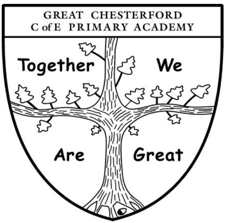 GREAT CHESTERFORD
C of E PRIMARY ACADEMY
Together We
Are Great